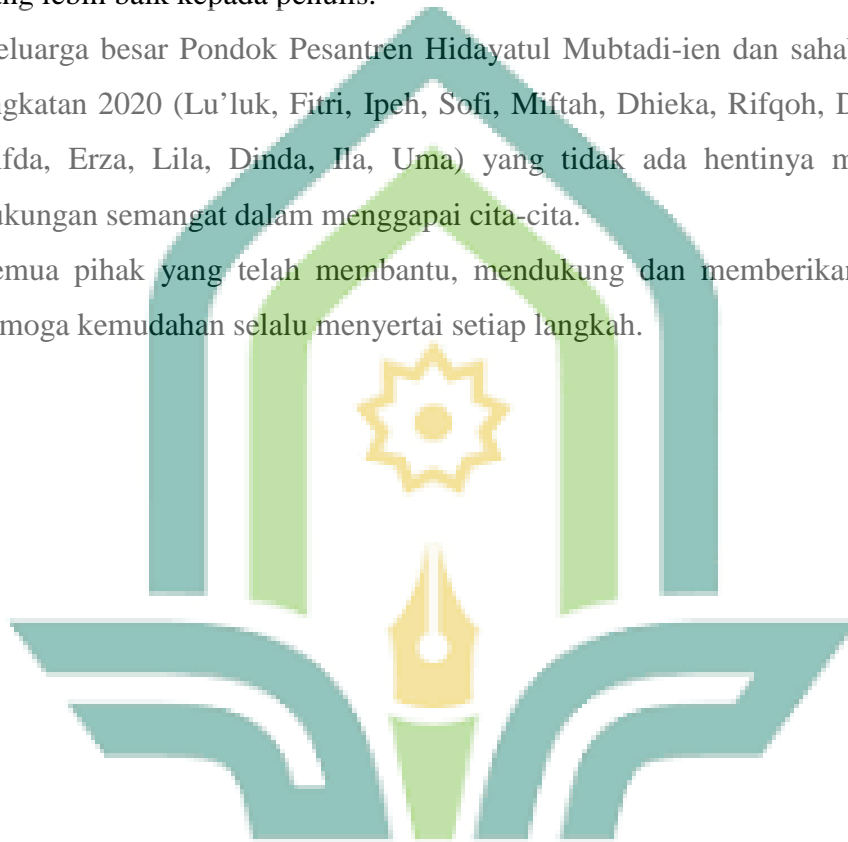 ng lebih baik kepada penulis.
eluarga besar Pondok Pesantren Hidayatul Mubtadi-ien dan sahab
ngkatan 2020 (Lu’luk, Fitri, Ipeh, Sofi, Miftah, Dhieka, Rifqoh, D
fda, Erza, Lila, Dinda, Ila, Uma) yang tidak ada hentinya m
ukungan semangat dalam menggapai cita-cita.
emua pihak yang telah membantu, mendukung dan memberikan
moga kemudahan selalu menyertai setiap langkah.